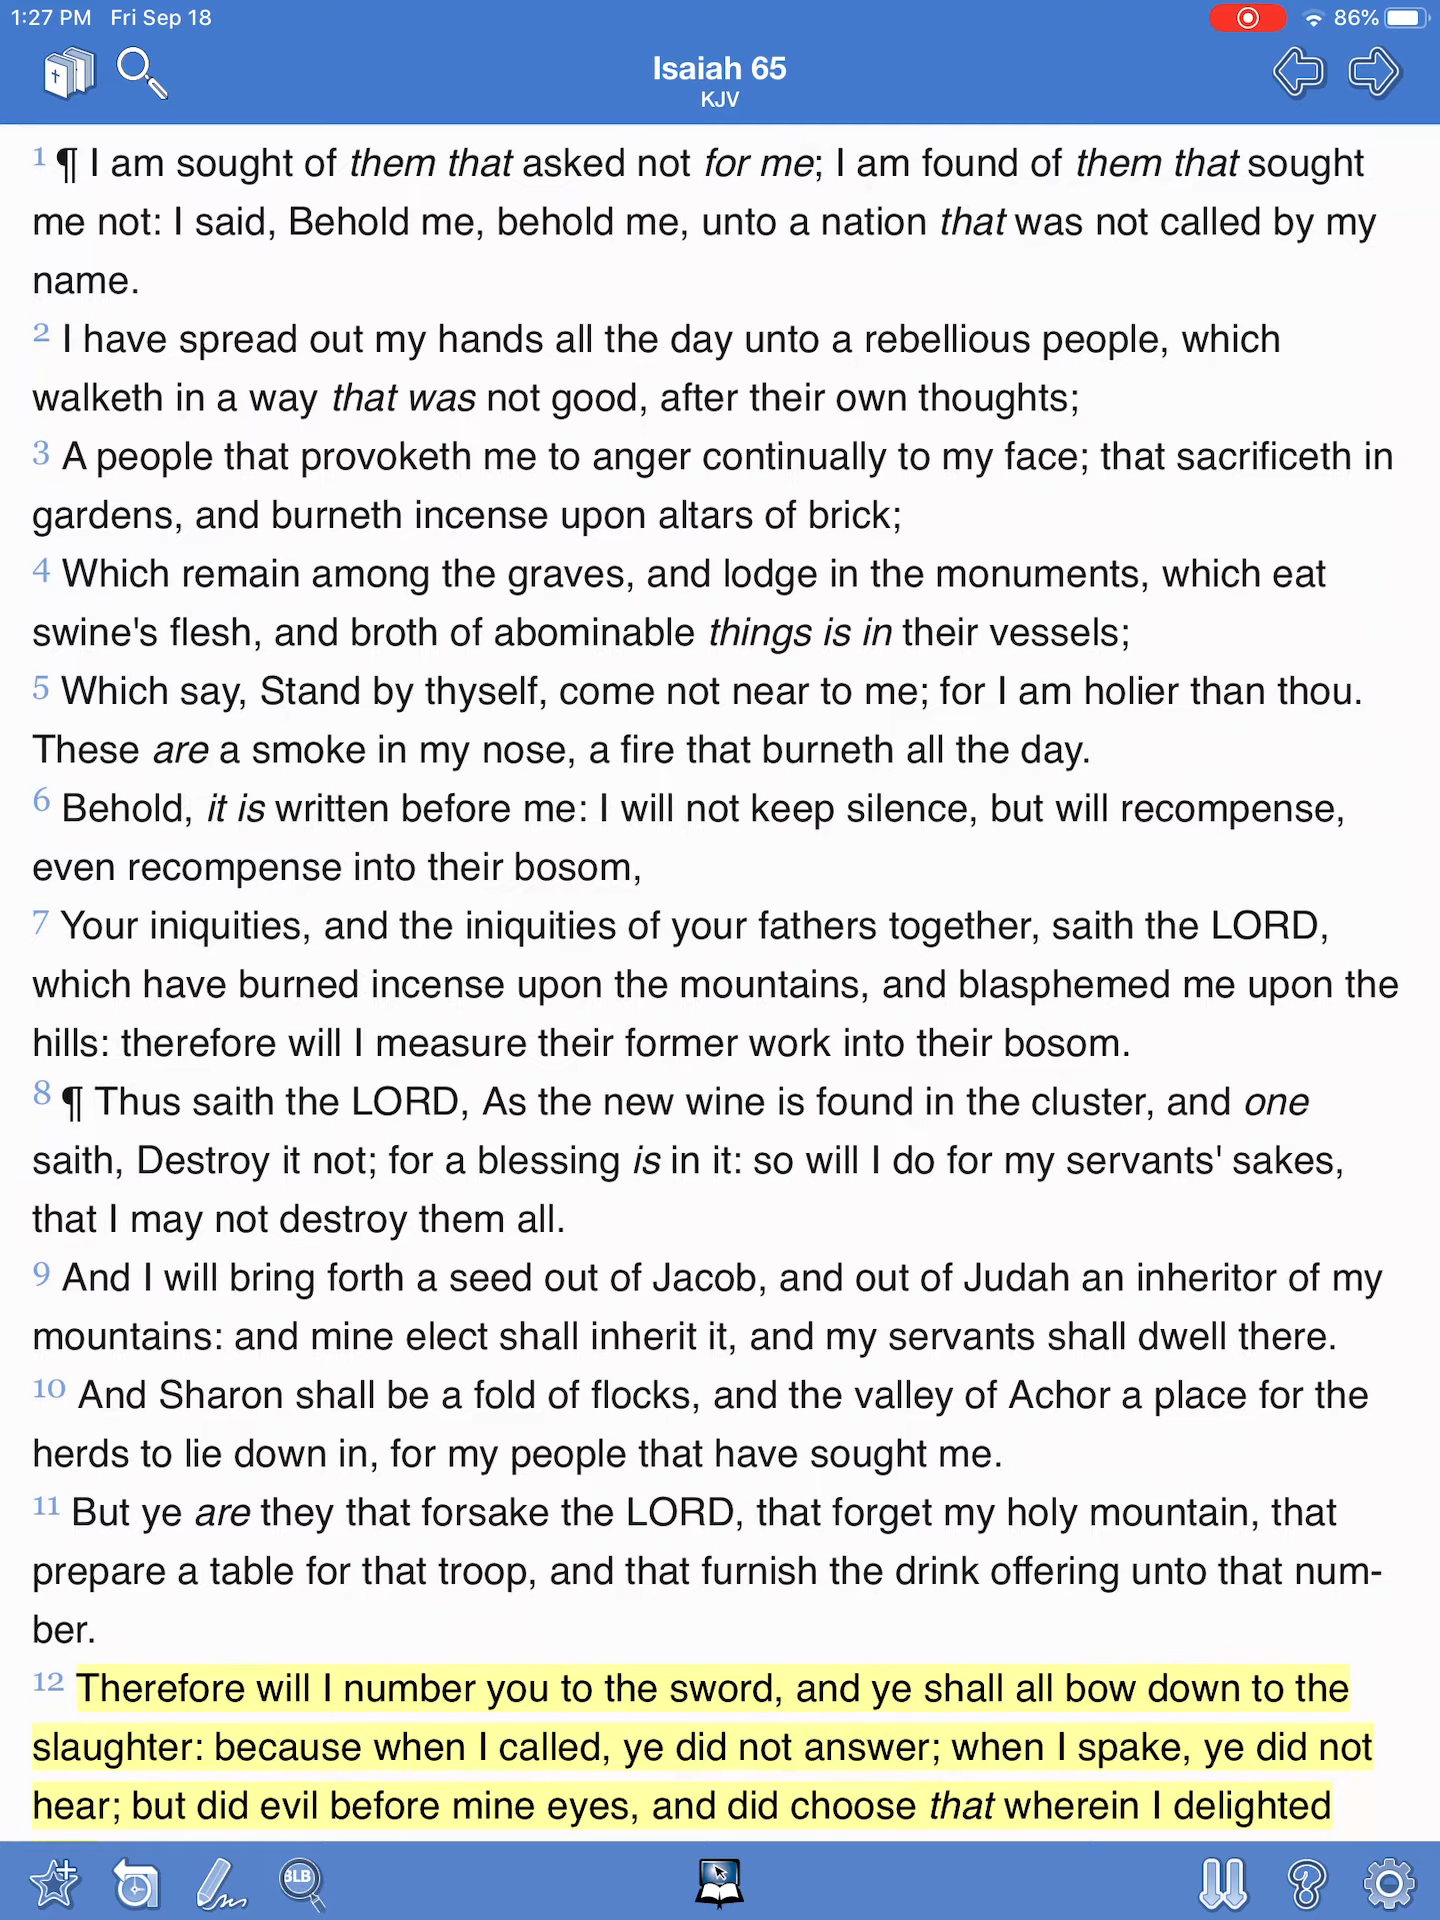 1:27 PM Fri Sep 18 86%
Isaiah 65
KJV
1 ¶ I am sought of them that asked not for me; I am found of them that sought
me not: I said, Behold me, behold me, unto a nation that was not called by my
name.
2 I have spread out my hands all the day unto a rebellious people, which
walketh in a way that was not good, after their own thoughts;
3 A people that provoketh me to anger continually to my face; that sacrificeth in
gardens, and burneth incense upon altars of brick;
4 Which remain among the graves, and lodge in the monuments, which eat
swine's flesh, and broth of abominable things is in their vessels;
5 Which say, Stand by thyself, come not near to me; for I am holier than thou.
These are a smoke in my nose, a fire that burneth all the day.
6 Behold, it is written before me: I will not keep silence, but will recompense,
even recompense into their bosom,
7 Your iniquities, and the iniquities of your fathers together, saith the LORD,
which have burned incense upon the mountains, and blasphemed me upon the
hills: therefore will I measure their former work into their bosom.
8 ¶ Thus saith the LORD, As the new wine is found in the cluster, and one
saith, Destroy it not; for a blessing is in it: so will I do for my servants' sakes,
that I may not destroy them all.
9 And I will bring forth a seed out of Jacob, and out of Judah an inheritor of my
mountains: and mine elect shall inherit it, and my servants shall dwell there.
10 And Sharon shall be a fold of flocks, and the valley of Achor a place for the
herds to lie down in, for my people that have sought me.
11 But ye are they that forsake the LORD, that forget my holy mountain, that
prepare a table for that troop, and that furnish the drink offering unto that num-
ber.
12 Therefore will I number you to the sword, and ye shall all bow down to the
slaughter: because when I called, ye did not answer; when I spake, ye did not
hear; but did evil before mine eyes, and did choose that wherein I delighted
BLB